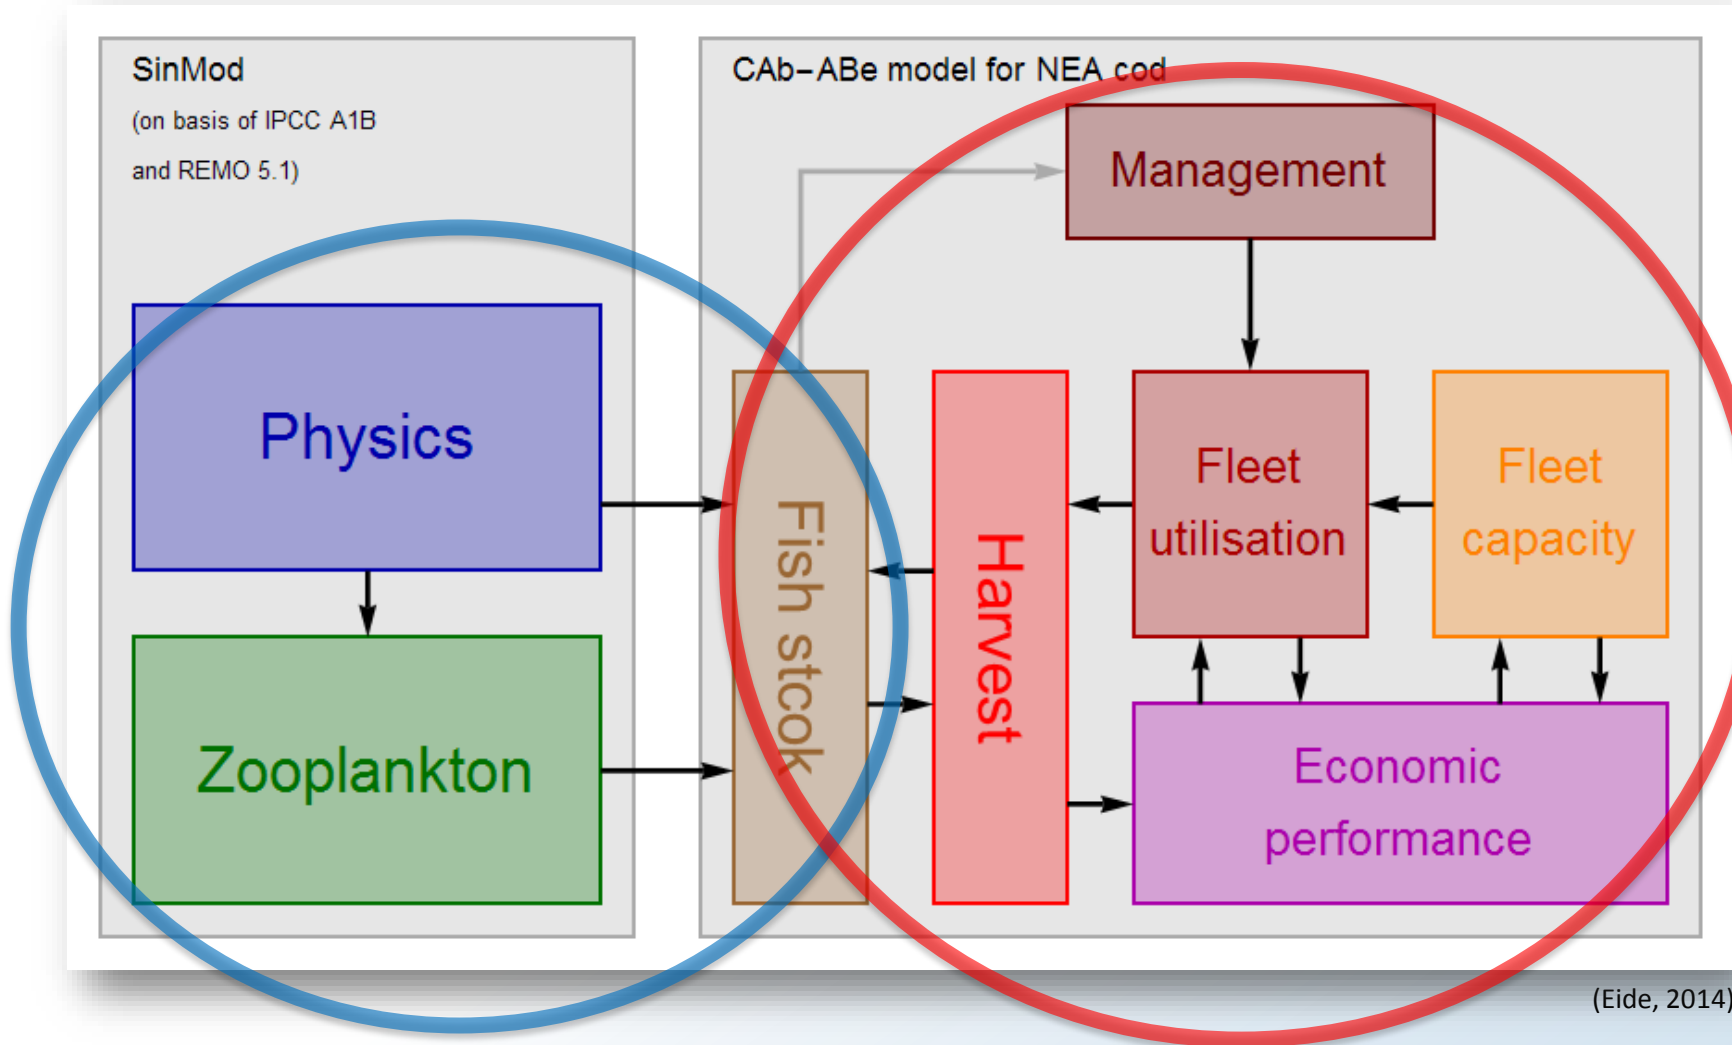 SinMod
(on basis of IPCC A1B
and REMO 5.1)
Physics
Zooplankton
CAb-ABe model for NEA cod
Management
Fish stcok
Harvest
Fleet
utilisation
Fleet
capacity
Economic
performance
(Eide, 2014)